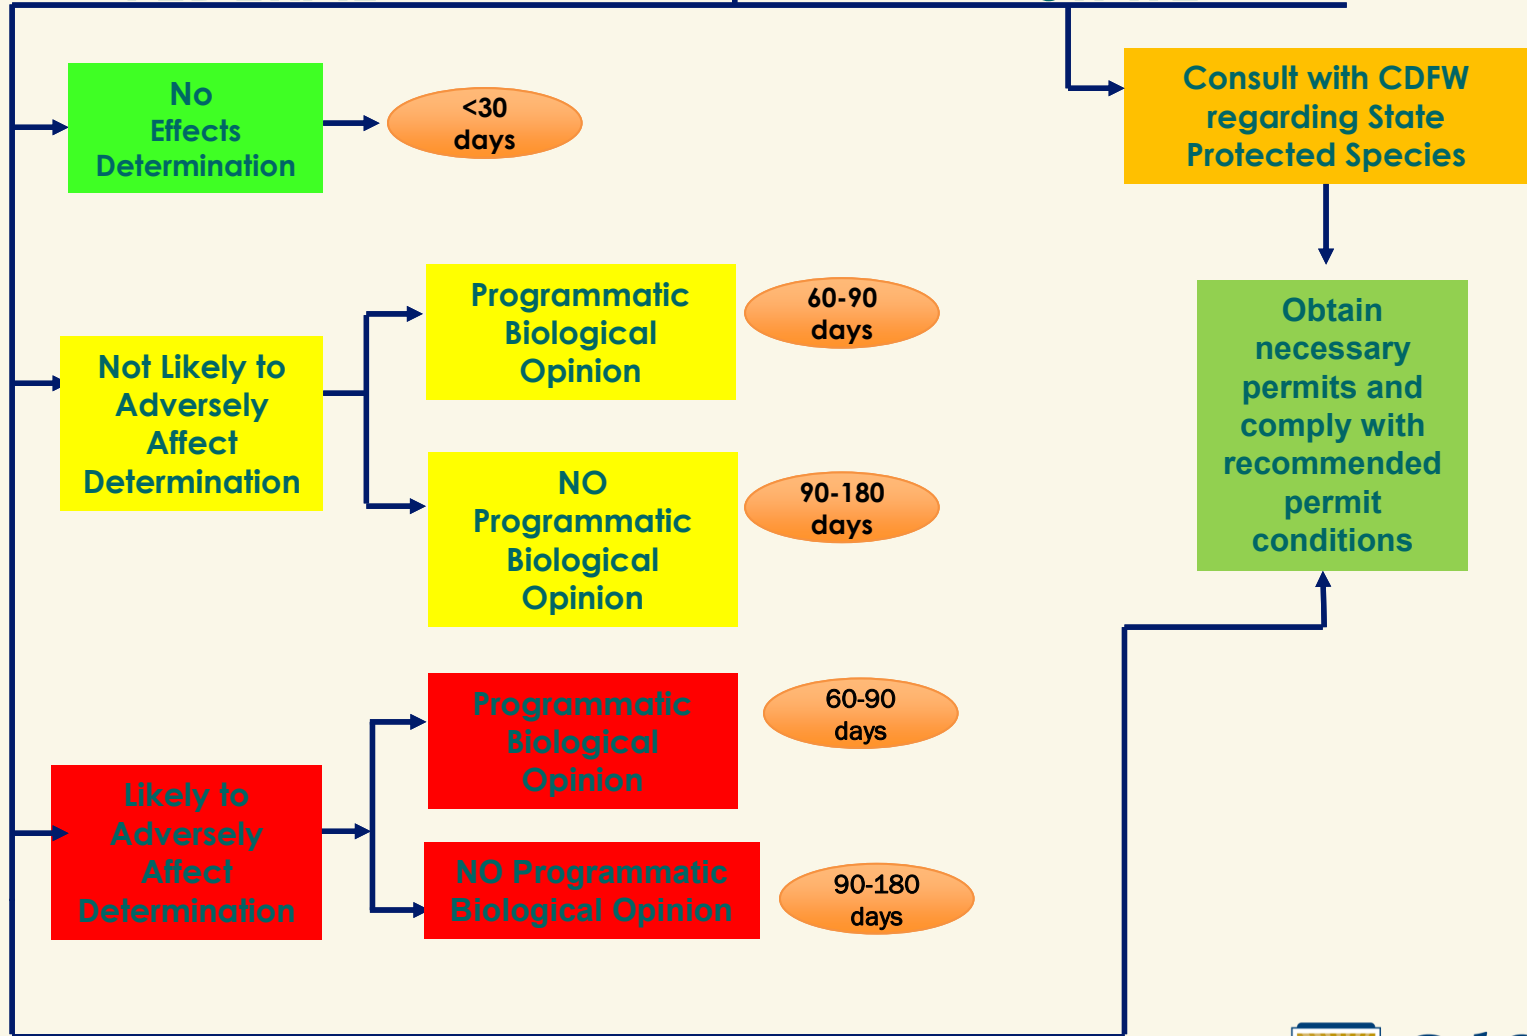 No
Effects
Determination
<30
days
Consult with CDFW
regarding State
Protected Species
Programmatic
Biological
Opinion
60-90
days
Not Likely to
Adversely
Affect
Determination
NO
Programmatic
Biological
Opinion
90-180
days
Obtain
necessary
permits and
comply with
recommended
permit
conditions
Programmatic
Biological
Opinion
60-90
days
Likely to
Adversely
Affect
Determination
NO Programmatic
Biological Opinion
90-180
days